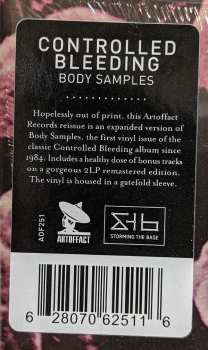 CONTROLLED
BLEEDING
BODY SAMPLES
Hopelessly out of print, this Artoffact
Records reissue is an expanded version of
Body Samples, the first vinyl issue of the
classic Controlled Bleeding album since
1984. Includes a healthy dose of bonus tracks
on a gorgeous 2LP remastered edition.
The vinyl is housed in a gatefold sleeve.
AOF251
ARTOFFACT
STORMING THE BASE
6 28070 62511 6